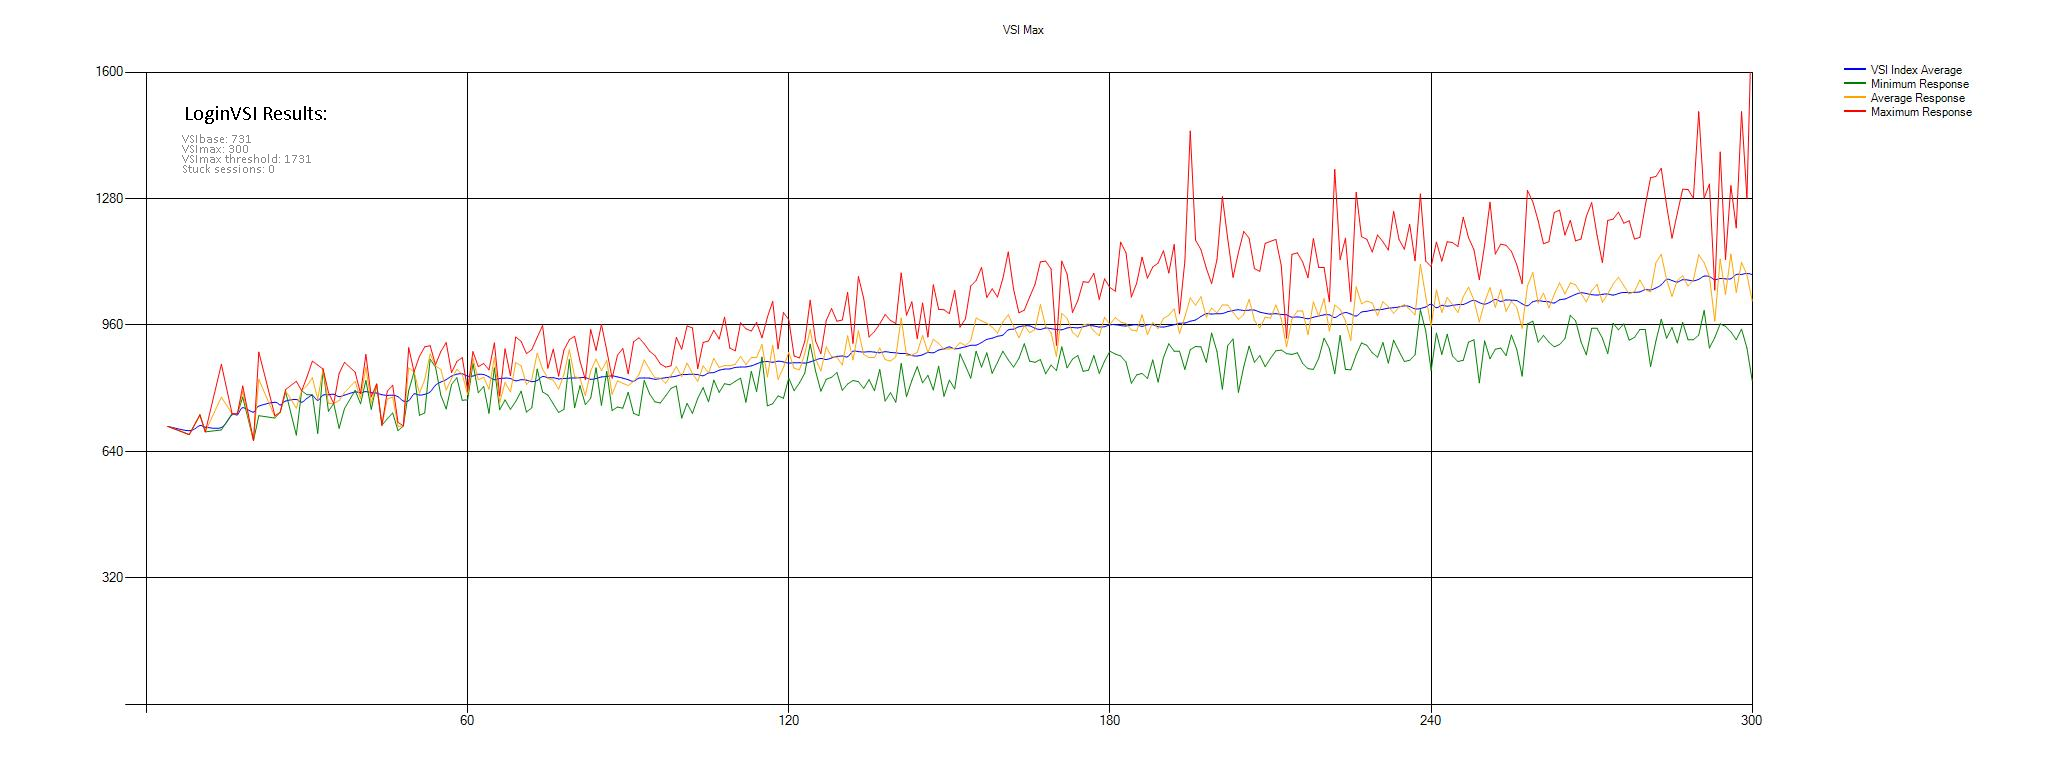 VSI Max
1600
1280
960
640
320
60
120
180
240
300
LoginVSI Results:
VSIbase: 731
VSImax: 300
VSImax threshold: 1731
Stuck sessions: 0
VSI Index Average
Minimum Response
Average Response
Maximum Response